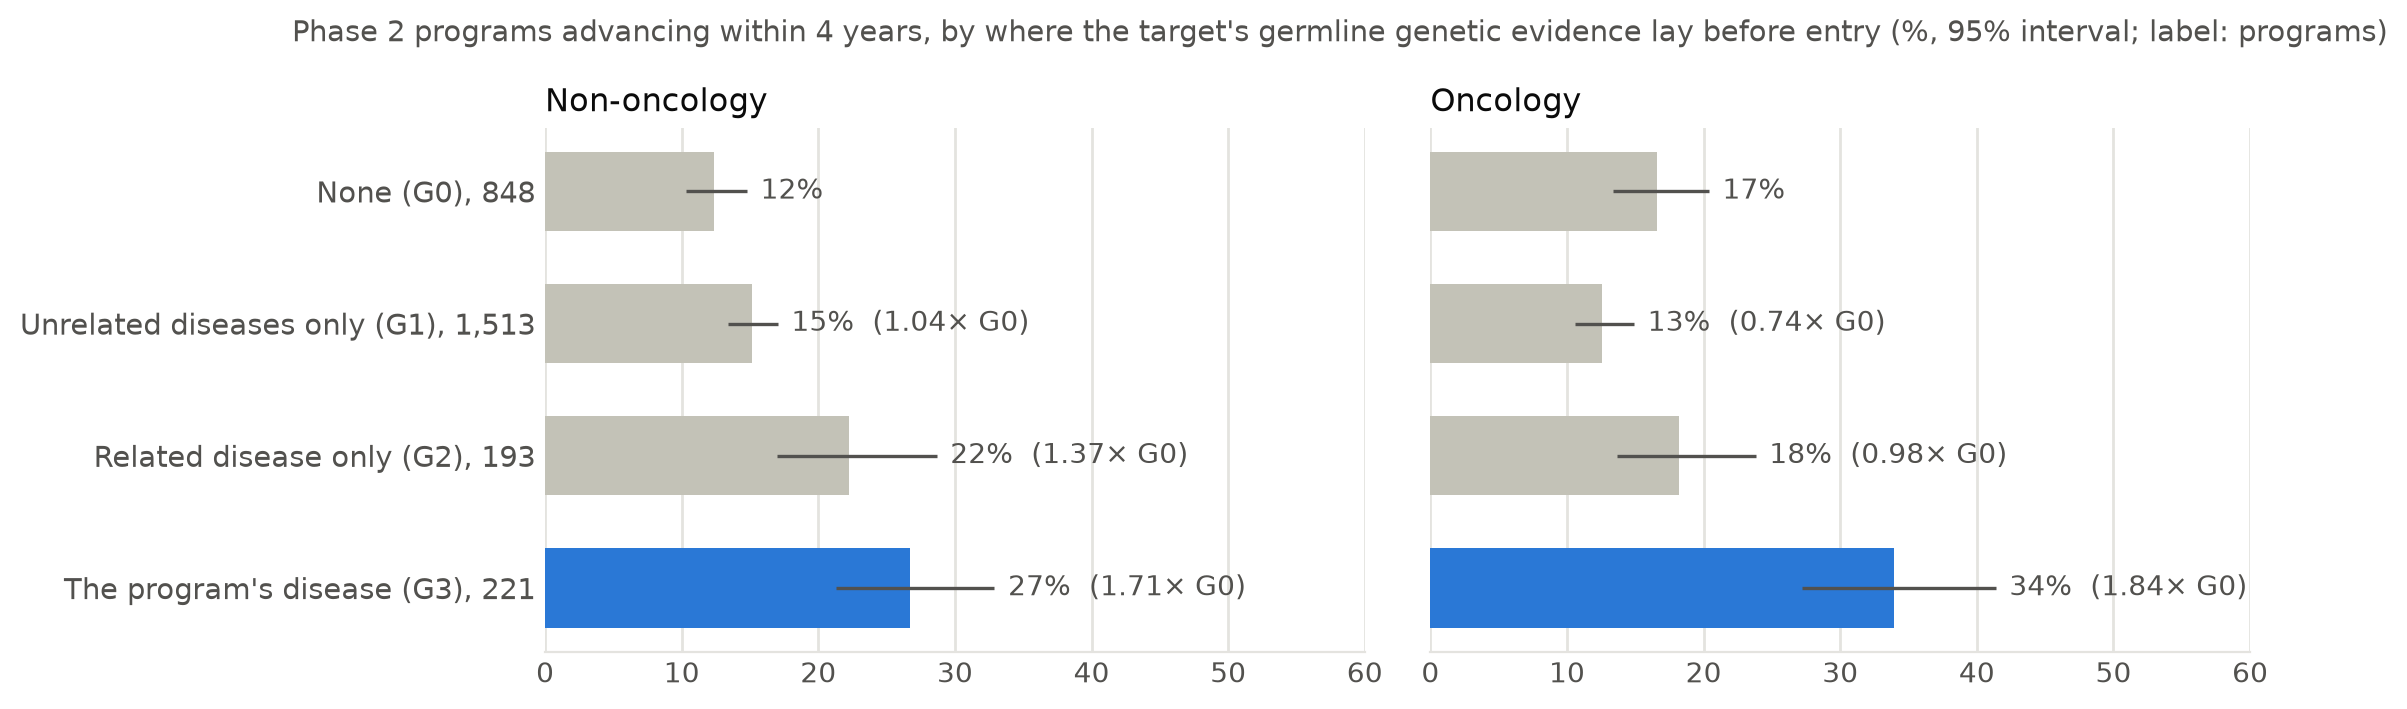 Phase 2 programs advancing within 4 years, by where the target's germline genetic evidence lay before entry (%, 95% interval; label: programs)
Non-oncology
Oncology
None (G0), 848
12%
17%
Unrelated diseases only (G1), 1,513
15% (1.04× G0)
13% (0.74× G0)
Related disease only (G2), 193
22% (1.37× G0)
18% (0.98× G0)
The program's disease (G3), 221
27% (1.71× G0)
34% (1.84× G0)
0 10 20 30 40 50 60
0 10 20 30 40 50 60